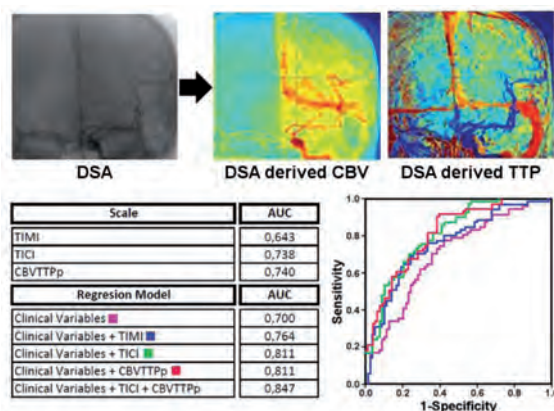 DSA
DSA derived CBV
DSA derived TTP
Scale AUC
TIMI 0,643
TICI 0,738
CBVTTPp 0,740
Regresion Model AUC
Clinical Variables 0,700
Clinical Variables + TIMI 0,764
Clinical Variables + TICI 0,811
Clinical Variables + CBVTTPp 0,811
Clinical Variables + TICI + CBVTTPp 0,847
Sensitivity
1.0
0.8
0.6
0.4
0.2
0.0
0.0 0.2 0.4 0.6 0.8 1.0
1-Specificity